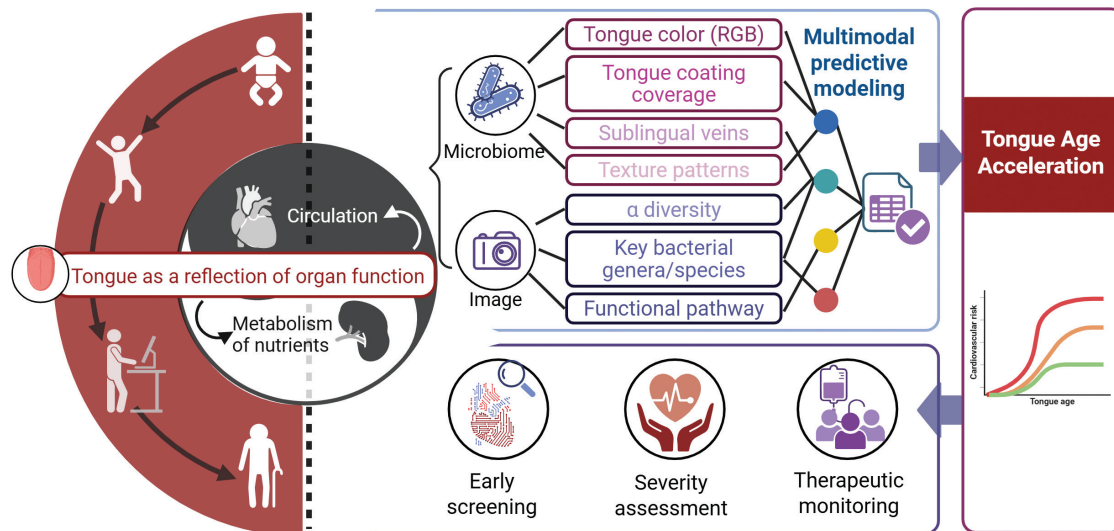 Tongue as a reflection of organ function
Circulation
Metabolism
of nutrients
Microbiome
Image
Tongue color (RGB)
Tongue coating
coverage
Sublingual veins
Texture patterns
α diversity
Key bacterial
genera/species
Functional pathway
Multimodal
predictive
modeling
Tongue Age
Acceleration
Cardiovascular risk
Tongue age
Early
screening
Severity
assessment
Therapeutic
monitoring